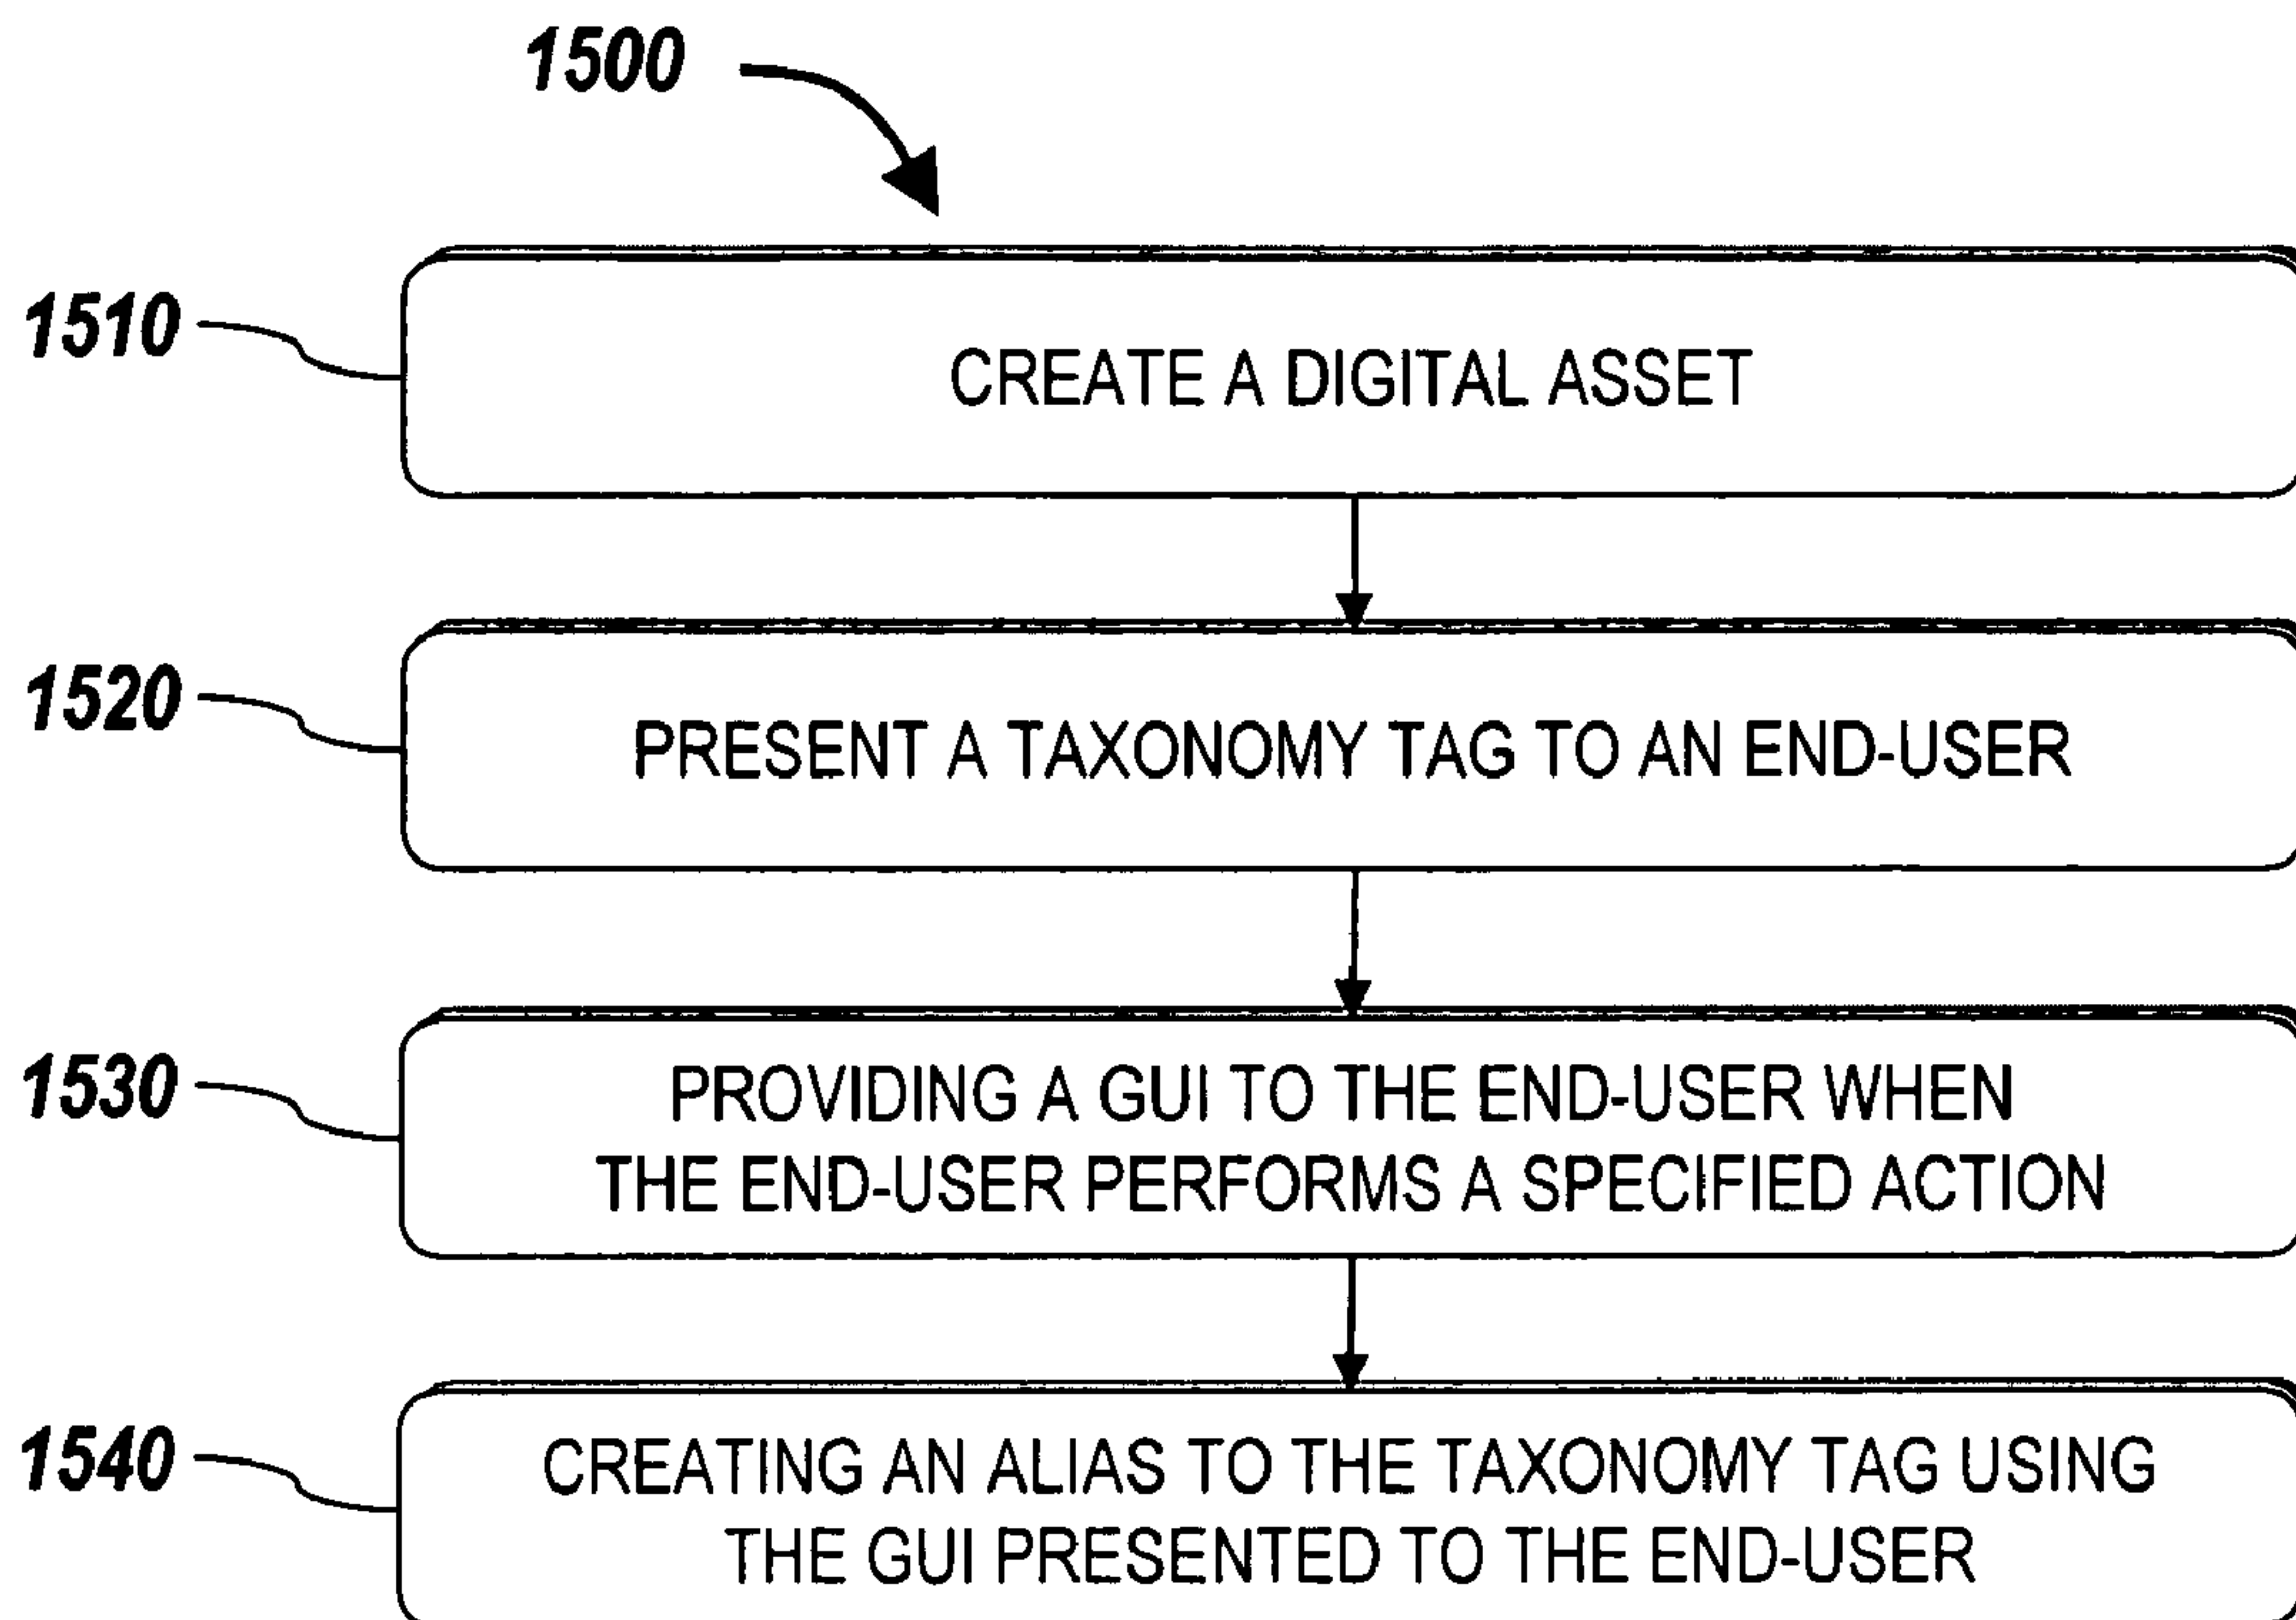 1500
1510
CREATE A DIGITAL ASSET
1520
PRESENT A TAXONOMY TAG TO AN END-USER
1530
PROVIDING A GUI TO THE END-USER WHEN
THE END-USER PERFORMS A SPECIFIED ACTION
1540
CREATING AN ALIAS TO THE TAXONOMY TAG USING
THE GUI PRESENTED TO THE END-USER